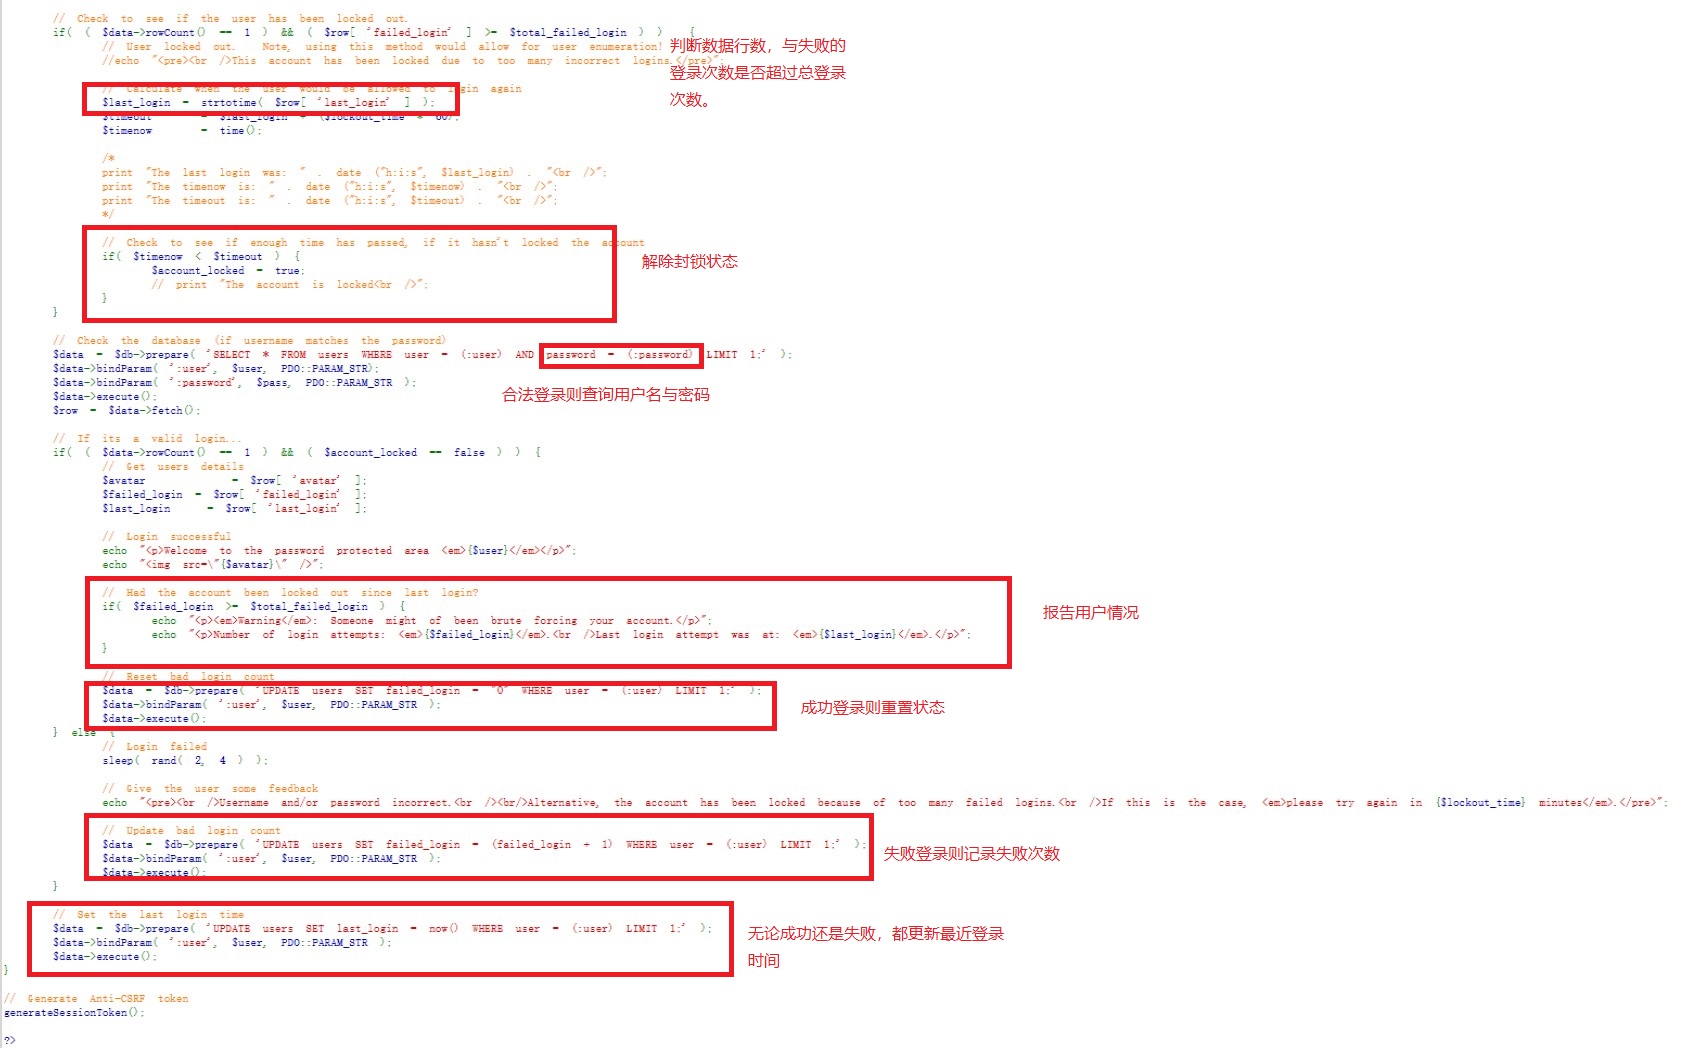 // Check to see if the user has been locked out.
if( ( $data->rowCount() == 1 ) && ( $row[ 'failed_login' ] >= $total_failed_login ) ) {
// User locked out. Note, using this method would allow for user enumeration!
//echo "<pre><br />This account has been locked due to too many incorrect logins.</pre>";
判断数据行数，与失败的
登录次数是否超过总登录
次数。
// Calculate when the user would be allowed to login again
$last_login = strtotime( $row[ 'last_login' ] );
$timeout = $last_login + ($lockout_time * 60);
$timenow = time();
/*
print "The last login was: " . date ("h:i:s", $last_login) . "<br />";
print "The timenow is: " . date ("h:i:s", $timenow) . "<br />";
print "The timeout is: " . date ("h:i:s", $timeout) . "<br />";
*/
// Check to see if enough time has passed, if it hasn't locked the account
if( $timenow < $timeout ) {
$account_locked = true;
// print "The account is locked<br />";
}
解除封锁状态
}
// Check the database (if username matches the password)
$data = $db->prepare( 'SELECT * FROM users WHERE user = (:user) AND password = (:password) LIMIT 1;' );
$data->bindParam( ':user', $user, PDO::PARAM_STR);
$data->bindParam( ':password', $pass, PDO::PARAM_STR );
$data->execute();
$row = $data->fetch();
合法登录则查询用户名与密码
// If its a valid login...
if( ( $data->rowCount() == 1 ) && ( $account_locked == false ) ) {
// Get users details
$avatar = $row[ 'avatar' ];
$failed_login = $row[ 'failed_login' ];
$last_login = $row[ 'last_login' ];
// Login successful
echo "<p>Welcome to the password protected area <em>{$user}</em></p>";
echo "<img src=\"{$avatar}\" />";
// Had the account been locked out since last login?
if( $failed_login >= $total_failed_login ) {
echo "<p><em>Warning</em>: Someone might of been brute forcing your account.</p>";
echo "<p>Number of login attempts: <em>{$failed_login}</em>.<br />Last login attempt was at: <em>{$last_login}</em>.</p>";
}
报告用户情况
// Reset bad login count
$data = $db->prepare( 'UPDATE users SET failed_login = "0" WHERE user = (:user) LIMIT 1;' );
$data->bindParam( ':user', $user, PDO::PARAM_STR );
$data->execute();
成功登录则重置状态
} else {
// Login failed
sleep( rand( 2, 4 ) );
// Give the user some feedback
echo "<pre><br />Username and/or password incorrect.<br /><br/>Alternative, the account has been locked because of too many failed logins.<br />If this is the case, <em>please try again in {$lockout_time} minutes</em>.</pre>";
// Update bad login count
$data = $db->prepare( 'UPDATE users SET failed_login = (failed_login + 1) WHERE user = (:user) LIMIT 1;' );
$data->bindParam( ':user', $user, PDO::PARAM_STR );
$data->execute();
失败登录则记录失败次数
}
// Set the last login time
$data = $db->prepare( 'UPDATE users SET last_login = now() WHERE user = (:user) LIMIT 1;' );
$data->bindParam( ':user', $user, PDO::PARAM_STR );
$data->execute();
无论成功还是失败，都更新最近登录
时间
}
// Generate Anti-CSRF token
generateSessionToken();
?>